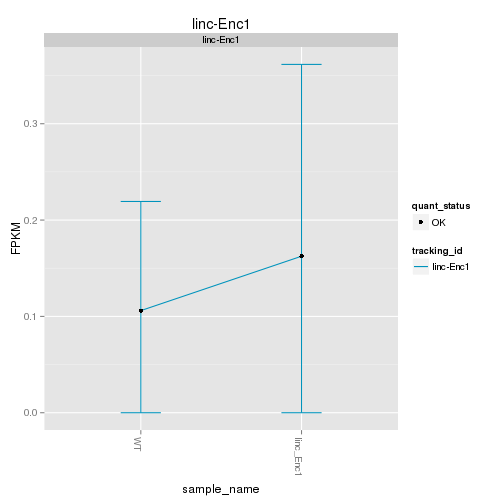 linc-Enc1
linc-Enc1
FPKM
0.3
0.2
0.1
0.0
WT
linc_Enc1
sample_name
quant_status
OK
tracking_id
linc-Enc1